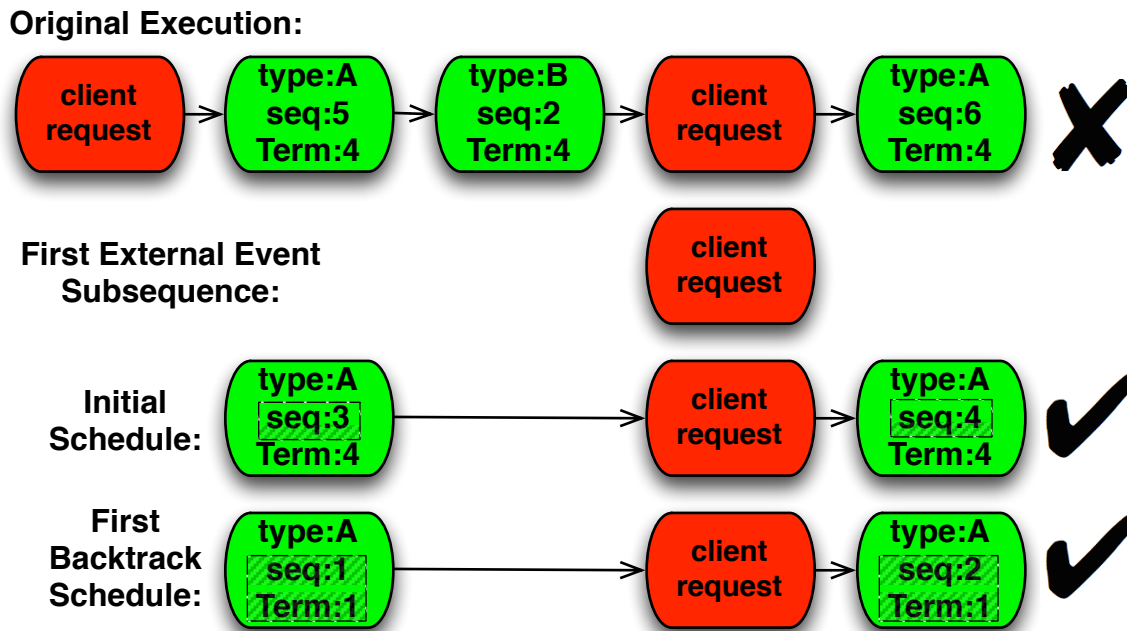 Original Execution:
client
request
type:A
seq:5
Term:4
type:B
seq:2
Term:4
client
request
type:A
seq:6
Term:4
First External Event
Subsequence:
client
request
Initial
Schedule:
type:A
seq:3
Term:4
client
request
type:A
seq:4
Term:4
First
Backtrack
Schedule:
type:A
seq:1
Term:1
client
request
type:A
seq:2
Term:1